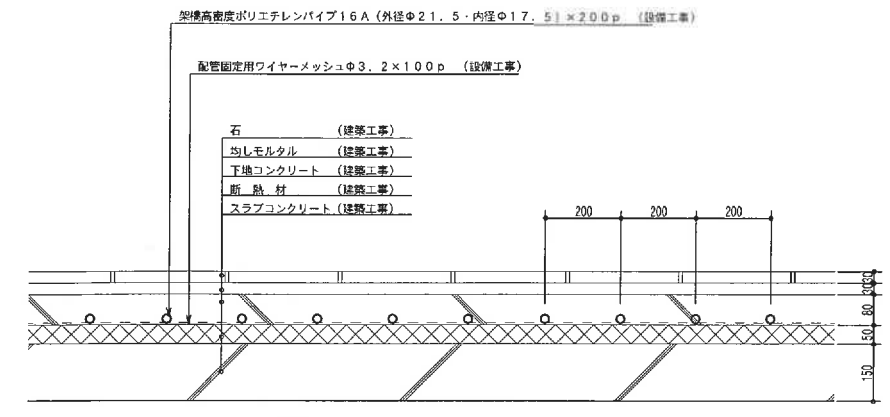 架橋高密度ポリエチレンパイプ16A（外径Φ21．5・内径Φ17．5）×200p （設備工事）
配管固定用ワイヤーメッシュΦ3．2×100p （設備工事）
石 （建築工事）
均しモルタル （建築工事）
下地コンクリート （建築工事）
断 熱 材 （建築工事）
スラブコンクリート（建築工事）
200 200 200
30
30
80
50
150